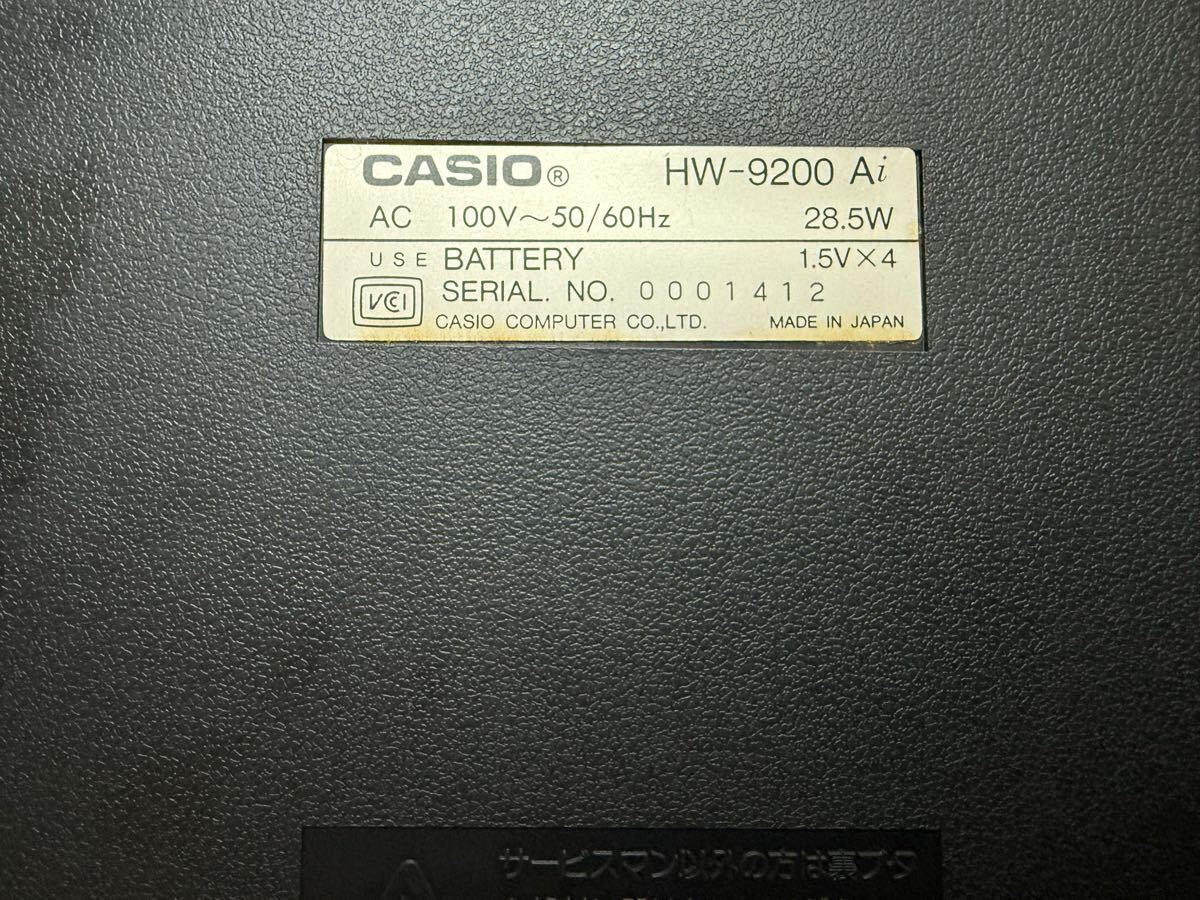 CASIO® HW-9200 Ai
AC 100V～50/60Hz 28.5W
USE BATTERY 1.5V×4
VCI SERIAL. NO. 0001412
CASIO COMPUTER CO.,LTD. MADE IN JAPAN
サービスマン以外の方は裏ブタ